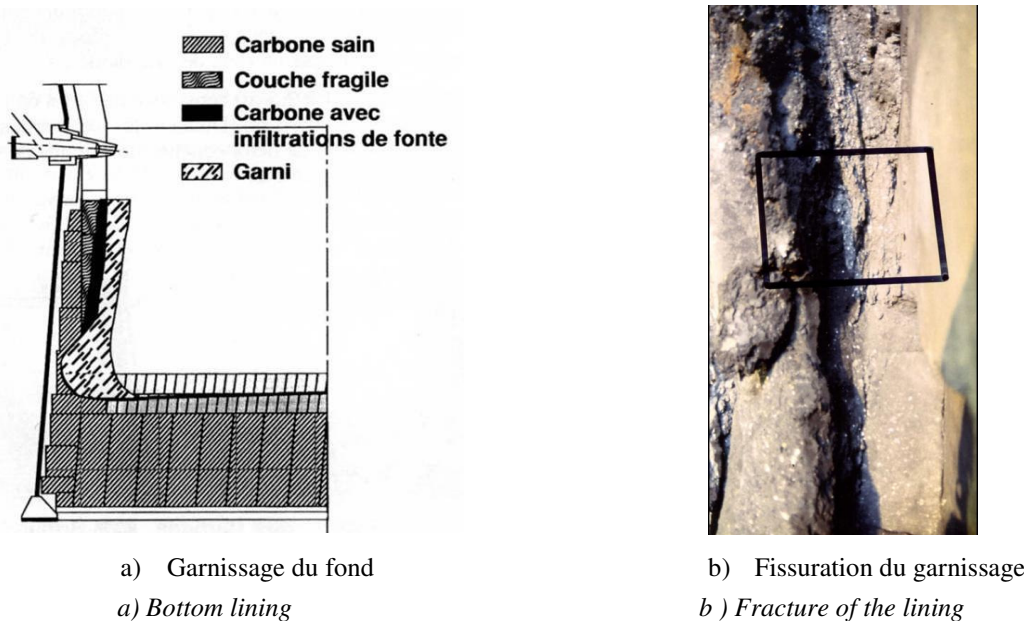 Carbone sain
Couche fragile
Carbone avec
infiltrations de fonte
Garni
a) Garnissage du fond
a) Bottom lining
b) Fissuration du garnissage
b ) Fracture of the lining